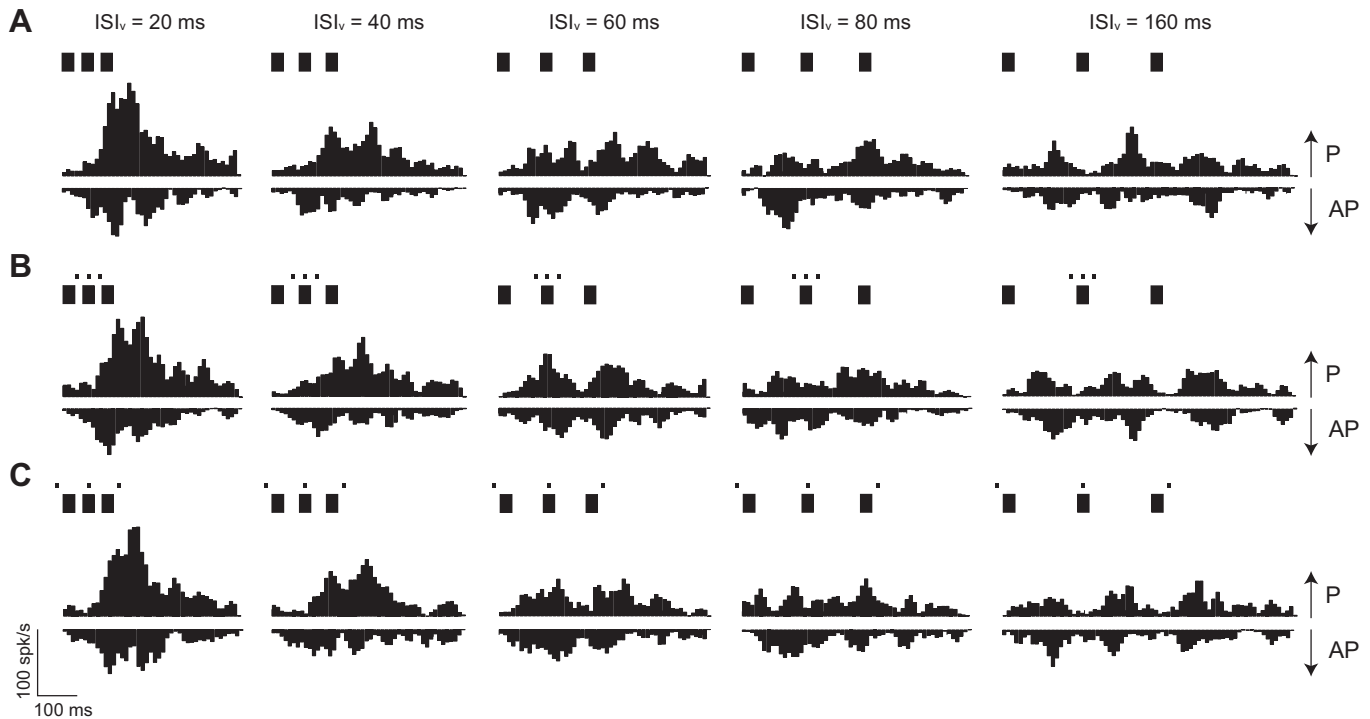 A
ISIv = 20 ms
ISIv = 40 ms
ISIv = 60 ms
ISIv = 80 ms
ISIv = 160 ms
P
AP
B
P
AP
C
P
AP
100 spk/s
100 ms